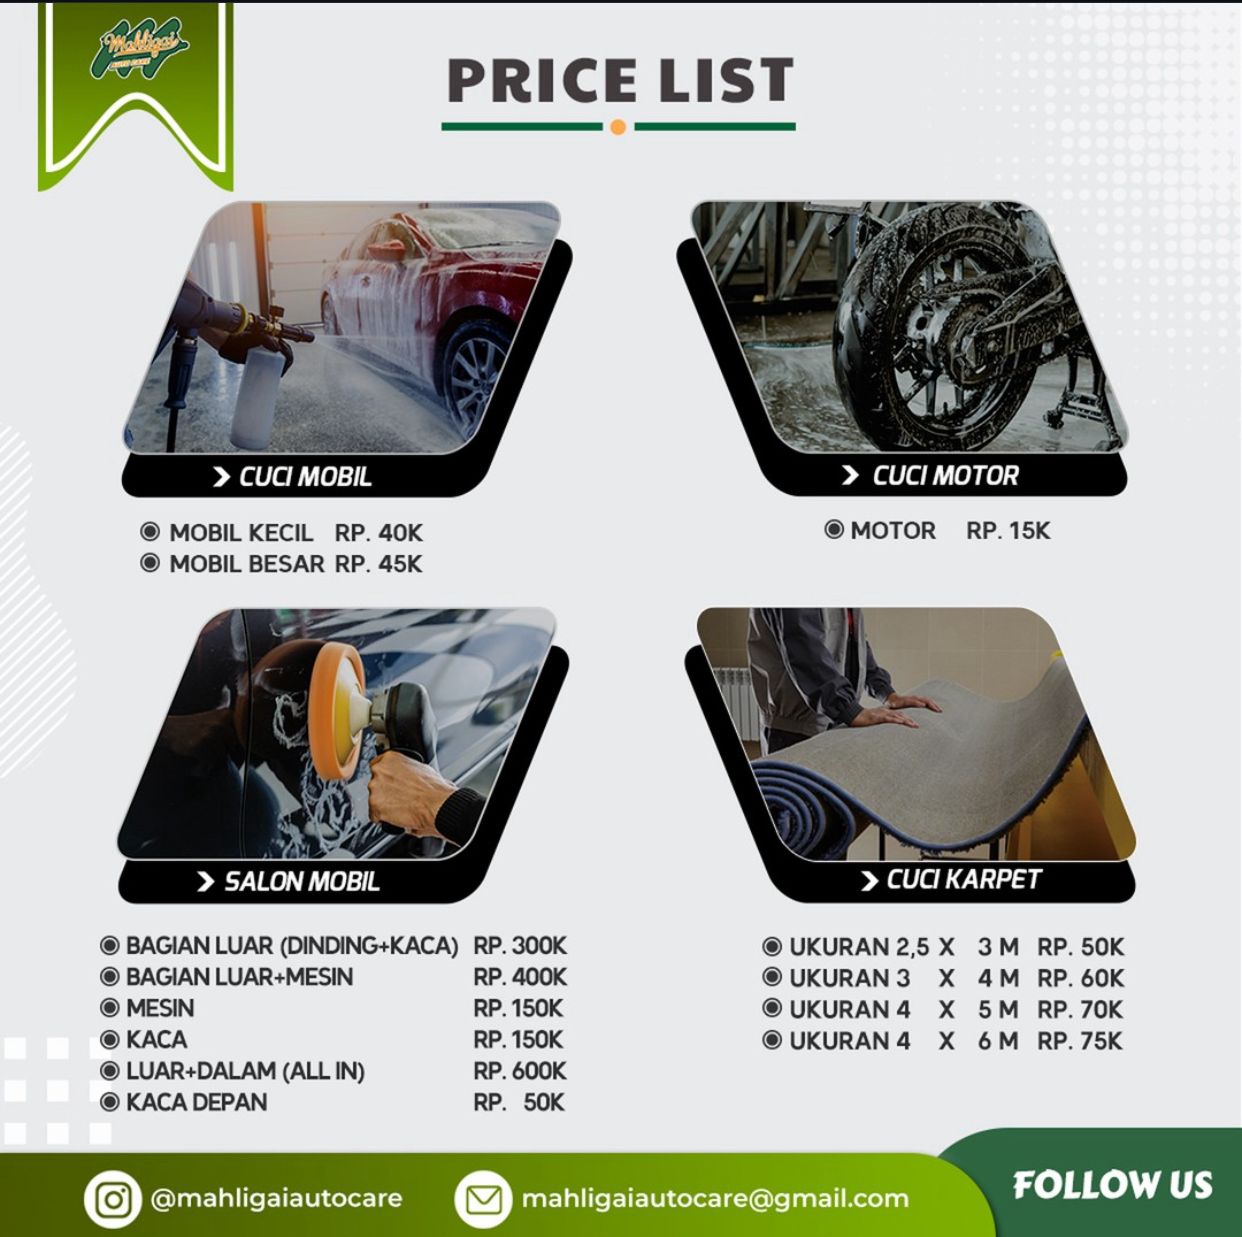 Mahligai
AUTO CARE
PRICE LIST
CUCI MOBIL
MOBIL KECIL RP. 40K
MOBIL BESAR RP. 45K
CUCI MOTOR
MOTOR RP. 15K
SALON MOBIL
BAGIAN LUAR (DINDING+KACA) RP. 300K
BAGIAN LUAR+MESIN RP. 400K
MESIN RP. 150K
KACA RP. 150K
LUAR+DALAM (ALL IN) RP. 600K
KACA DEPAN RP. 50K
CUCI KARPET
UKURAN 2,5 X 3 M RP. 50K
UKURAN 3 X 4 M RP. 60K
UKURAN 4 X 5 M RP. 70K
UKURAN 4 X 6 M RP. 75K
@mahligaiautocare
mahligaiautocare@gmail.com
FOLLOW US